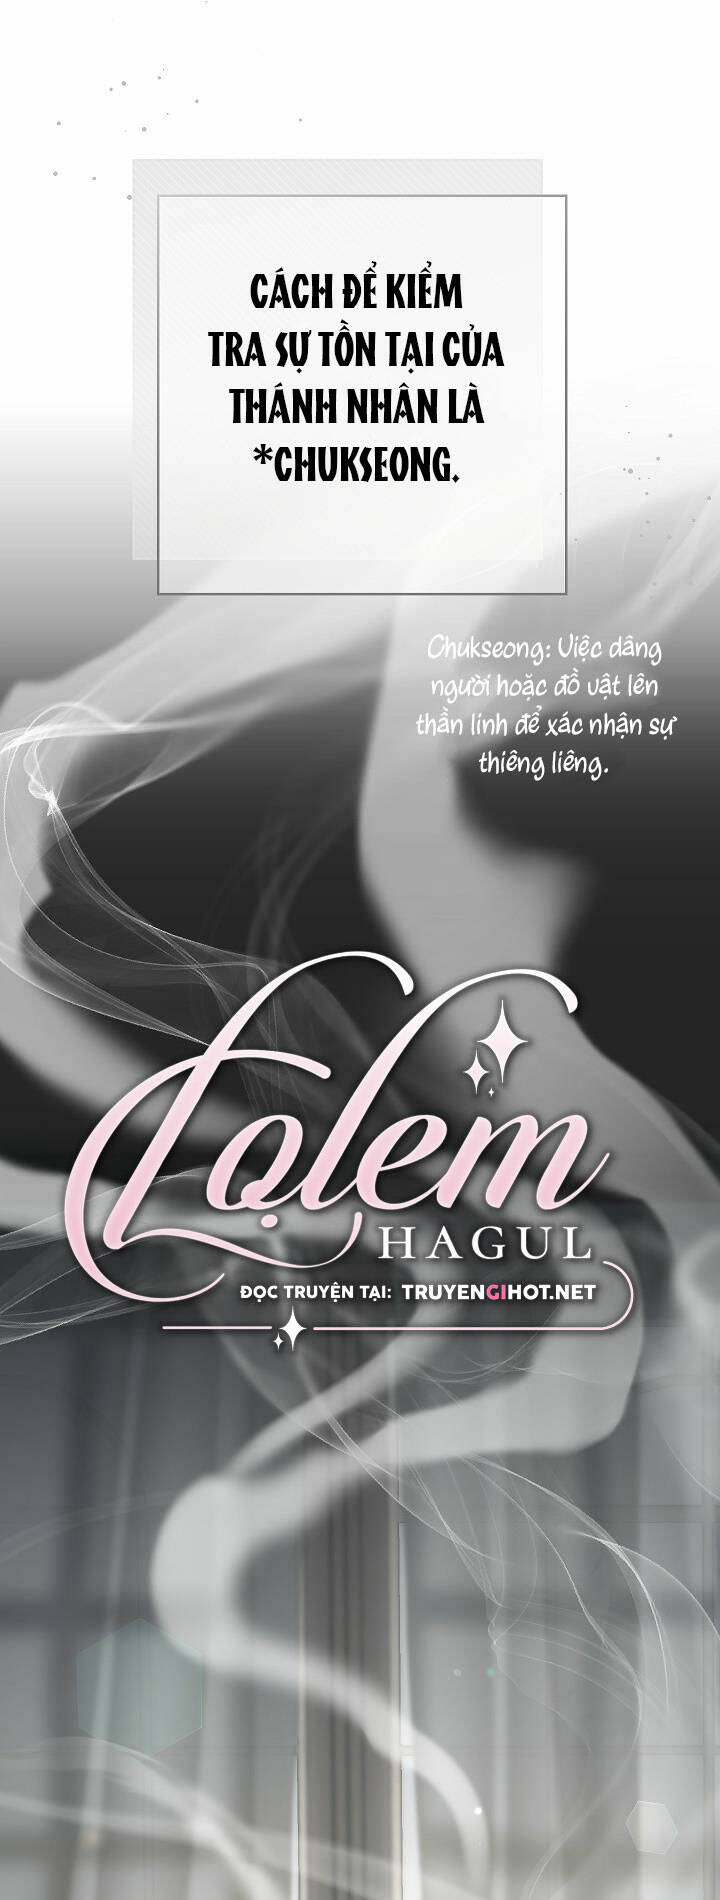 CÁCH ĐỂ KIỂM
TRA SỰ TỒN TẠI CỦA
THÁNH NHÂN LÀ
*CHUKSEONG.
Chukseong: Việc dâng
người hoặc đồ vật lên
thần linh để xác nhận sự
thiêng liêng.
Lọlem
HAGUL
ĐỌC TRUYỆN TẠI: TRUYENGIHOT.NET